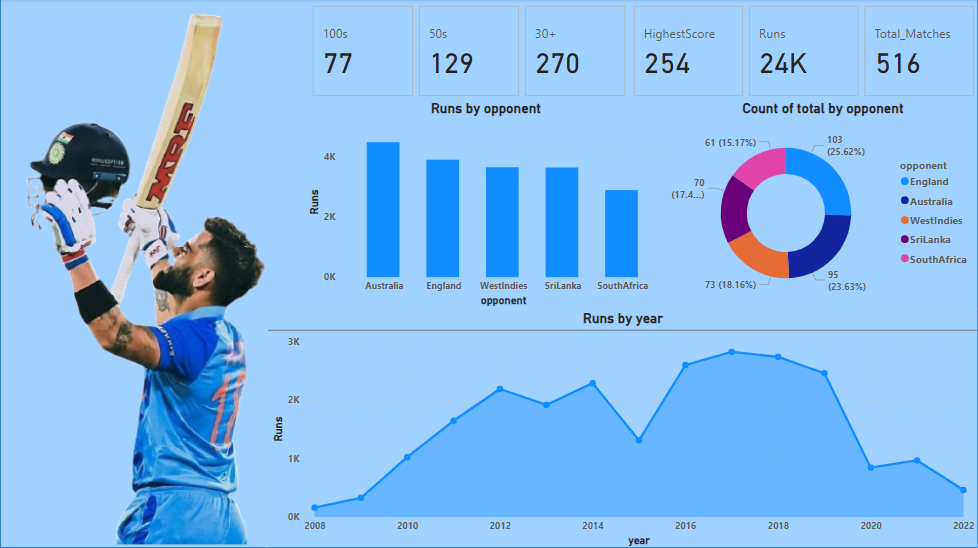 100s
77
50s
129
30+
270
HighestScore
254
Runs
24K
Total_Matches
516
Runs by opponent
Runs
4K
2K
0K
Australia
England
WestIndies
SriLanka
SouthAfrica
opponent
Count of total by opponent
61 (15.17%)
103
(25.62%)
70
(17.4...)
73 (18.16%)
95
(23.63%)
opponent
England
Australia
WestIndies
SriLanka
SouthAfrica
Runs by year
Runs
3K
2K
1K
0K
2008
2010
2012
2014
2016
2018
2020
2022
year
MRF